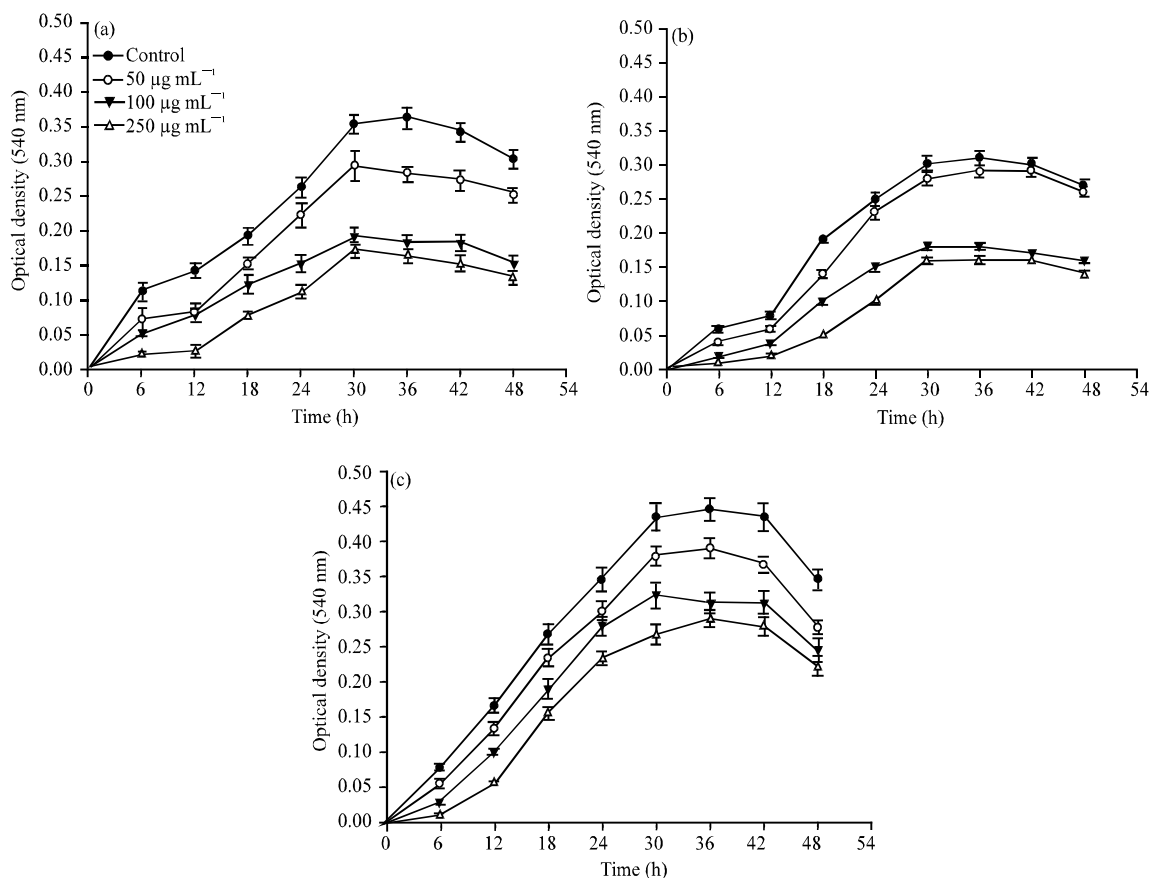 (a)
Control
50 µg mL⁻¹
100 µg mL⁻¹
250 µg mL⁻¹
0.50
0.45
0.40
0.35
0.30
0.25
0.20
0.15
0.10
0.05
0.00
Optical density (540 nm)
0 6 12 18 24 30 36 42 48 54
Time (h)
(b)
0.50
0.45
0.40
0.35
0.30
0.25
0.20
0.15
0.10
0.05
0.00
Optical density (540 nm)
0 6 12 18 24 30 36 42 48 54
Time (h)
(c)
0.50
0.45
0.40
0.35
0.30
0.25
0.20
0.15
0.10
0.05
0.00
Optical density (540 nm)
0 6 12 18 24 30 36 42 48 54
Time (h)